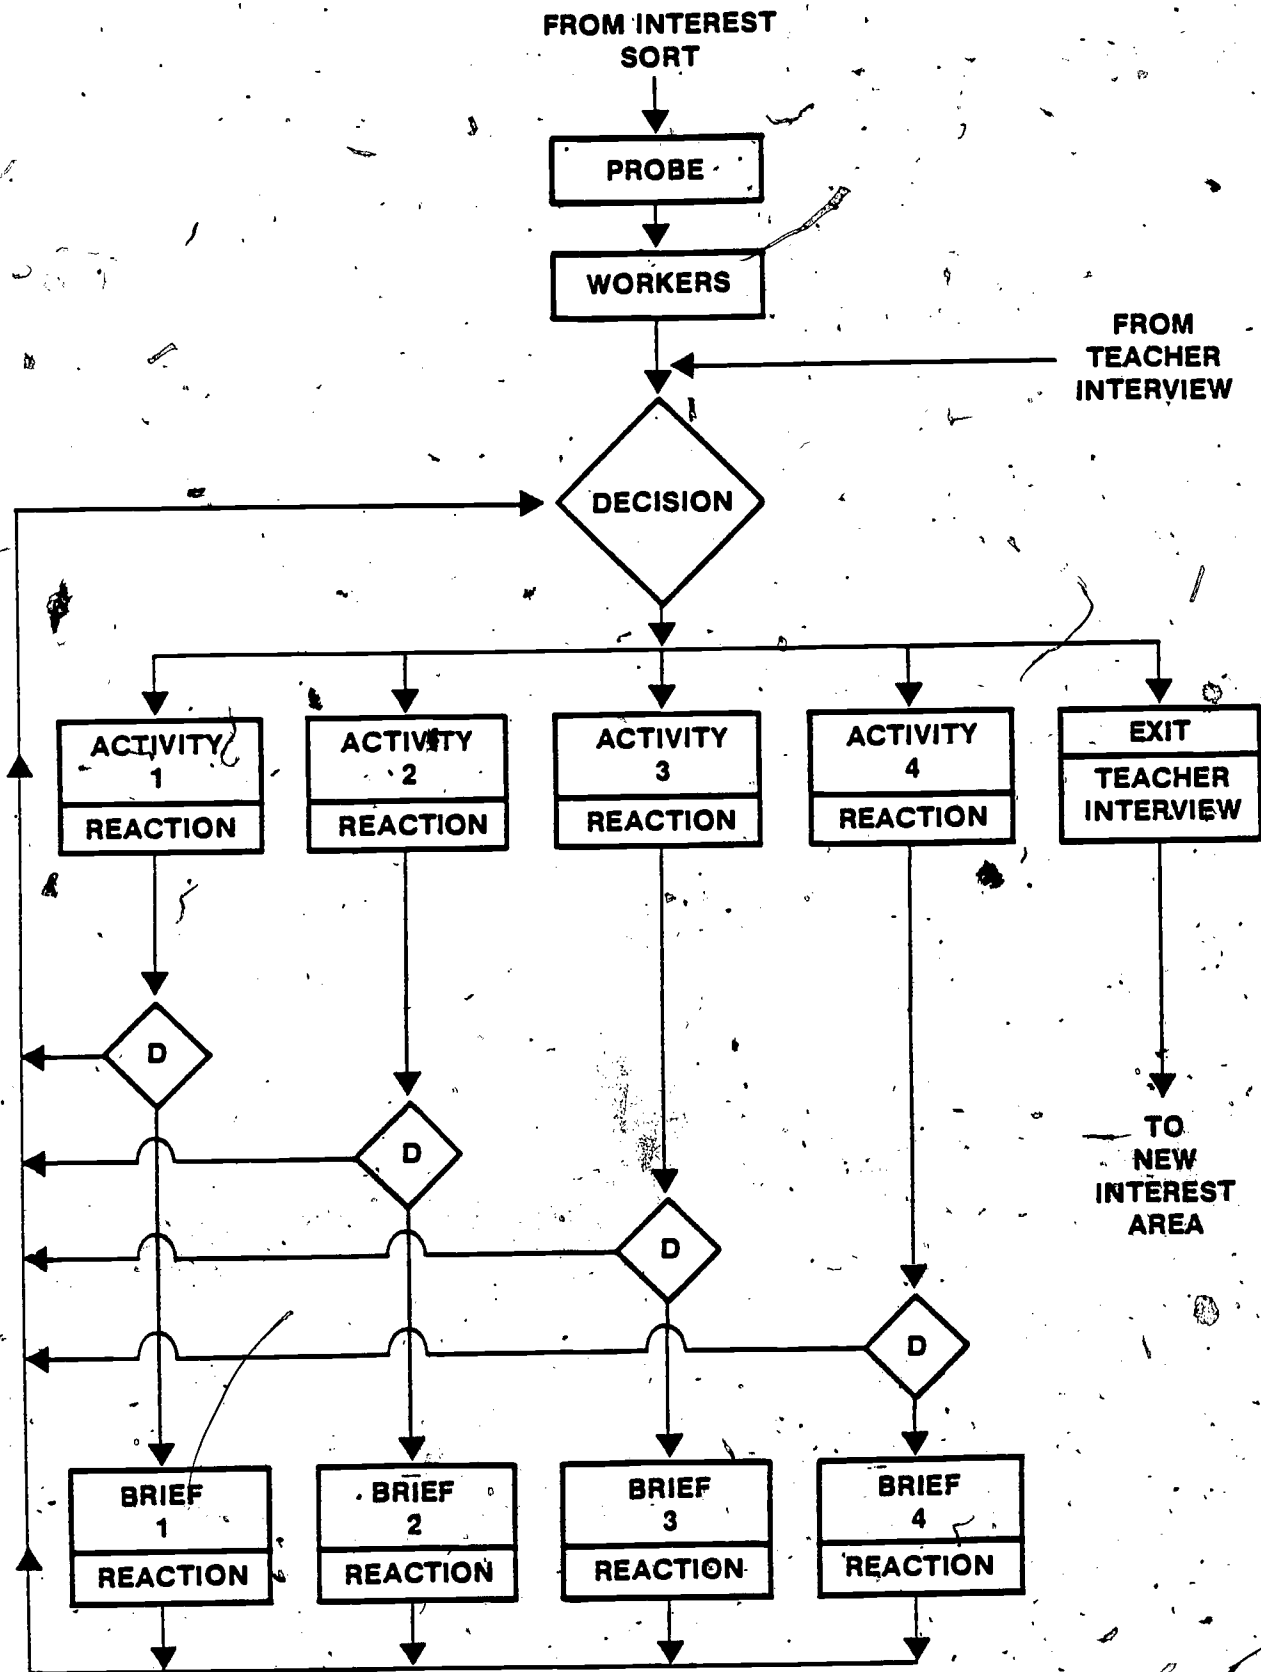 FROM INTEREST
SORT
PROBE
WORKERS
FROM
TEACHER
INTERVIEW
DECISION
ACTIVITY
1
REACTION
ACTIVITY
2
REACTION
ACTIVITY
3
REACTION
ACTIVITY
4
REACTION
EXIT
TEACHER
INTERVIEW
D
D
D
D
TO
NEW
INTEREST
AREA
BRIEF
1
REACTION
BRIEF
2
REACTION
BRIEF
3
REACTION
BRIEF
4
REACTION